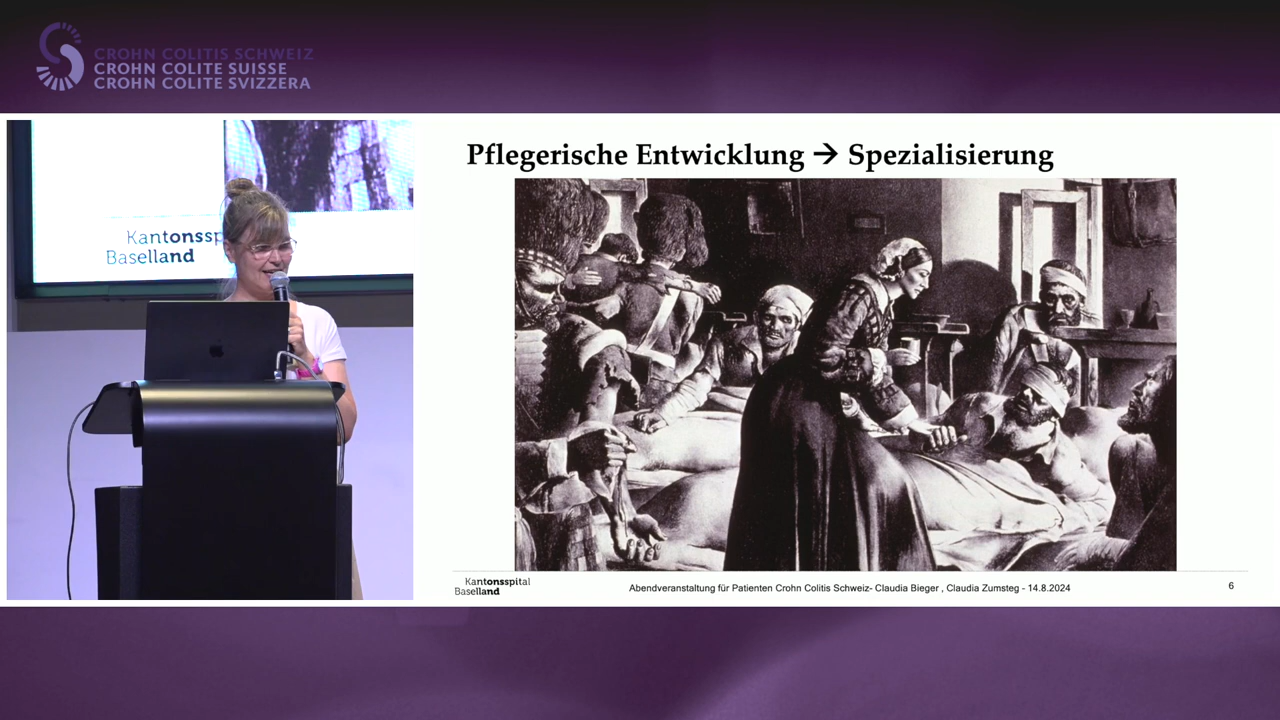 CROHN COLITIS SCHWEIZ
CROHN COLITE SUISSE
CROHN COLITE SVIZZERA
Kantonssp
Baselland
Pflegerische Entwicklung → Spezialisierung
Kantonsspital
Baselland
Abendveranstaltung für Patienten Crohn Colitis Schweiz- Claudia Bieger , Claudia Zumsteg - 14.8.2024
6